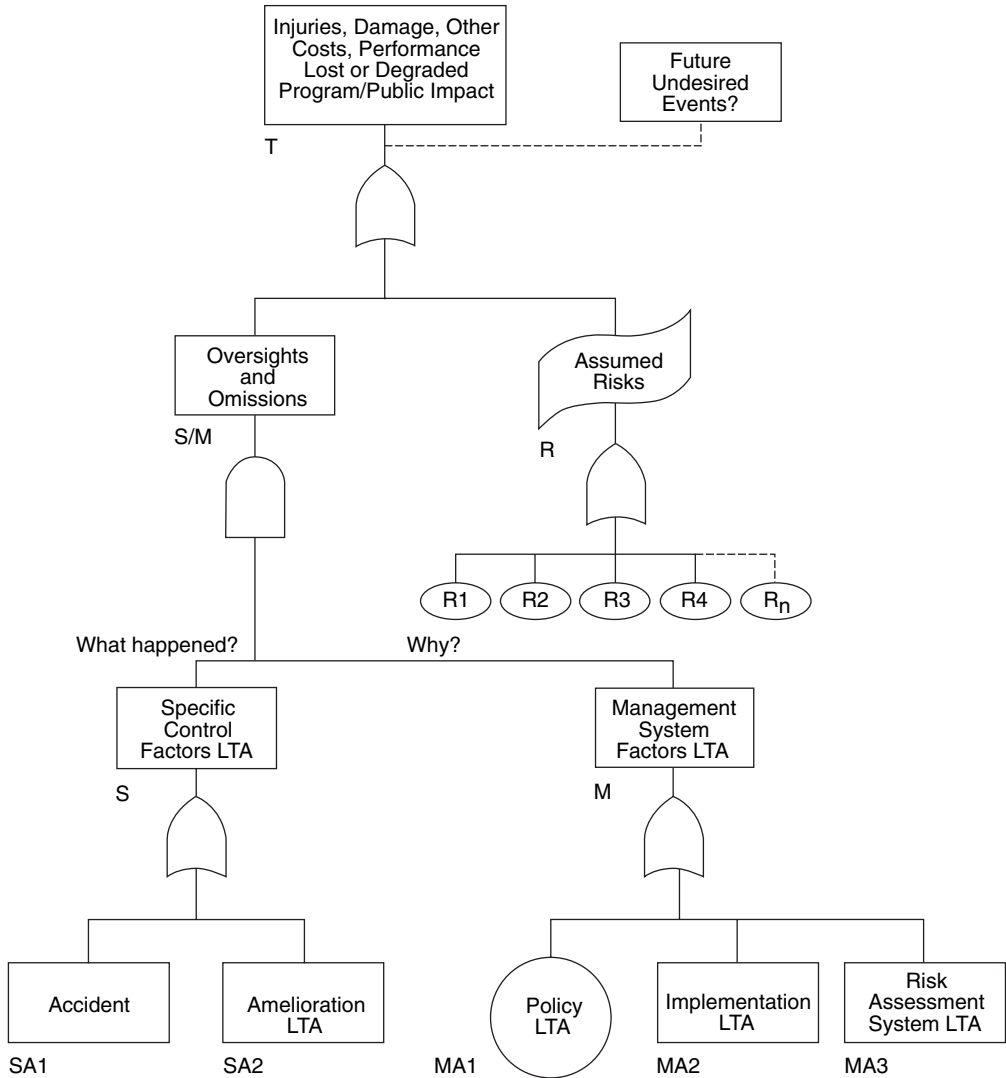 Injuries, Damage, Other
Costs, Performance
Lost or Degraded
Program/Public Impact
Future
Undesired
Events?
T
Oversights
and
Omissions
Assumed
Risks
S/M
R
R1
R2
R3
R4
Rn
What happened?
Why?
Specific
Control
Factors LTA
Management
System
Factors LTA
S
M
Accident
Amelioration
LTA
Policy
LTA
Implementation
LTA
Risk
Assessment
System LTA
SA1
SA2
MA1
MA2
MA3